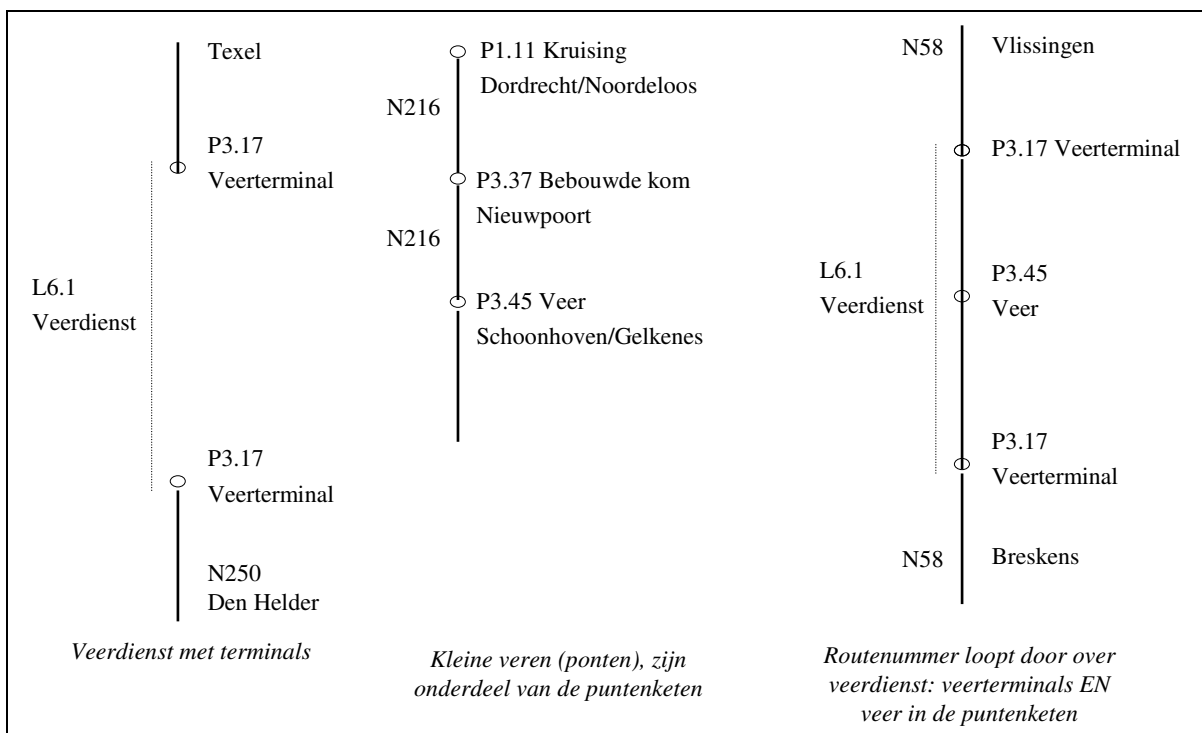 Texel
P3.17
Veerterminal
L6.1
Veerdienst
P3.17
Veerterminal
N250
Den Helder
Veerdienst met terminals
P1.11 Kruising
Dordrecht/Noordeloos
N216
P3.37 Bebouwde kom
Nieuwpoort
N216
P3.45 Veer
Schoonhoven/Gelkenes
Kleine veren (ponten), zijn
onderdeel van de puntenketen
N58
Vlissingen
P3.17 Veerterminal
L6.1
Veerdienst
P3.45
Veer
P3.17
Veerterminal
N58
Breskens
Routenummer loopt door over
veerdienst: veerterminals EN
veer in de puntenketen